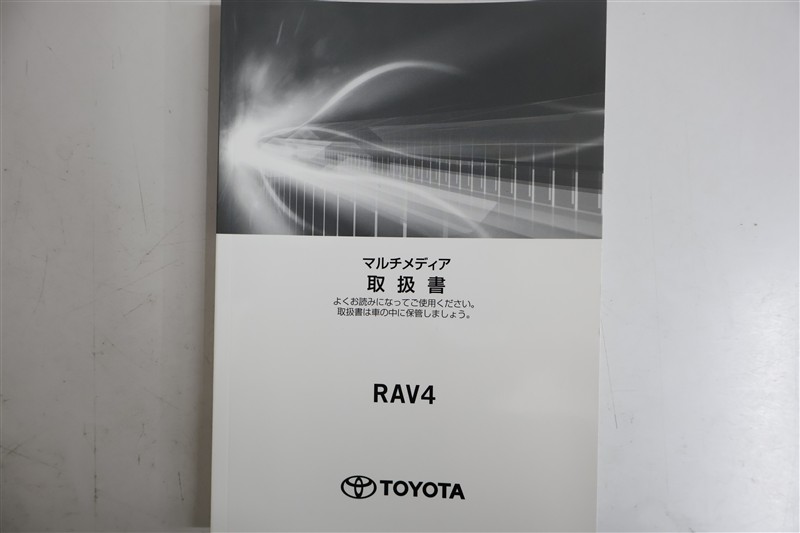 マルチメディア
取扱書
よくお読みになってご使用ください。
取扱書は車の中に保管しましょう。
RAV4
TOYOTA